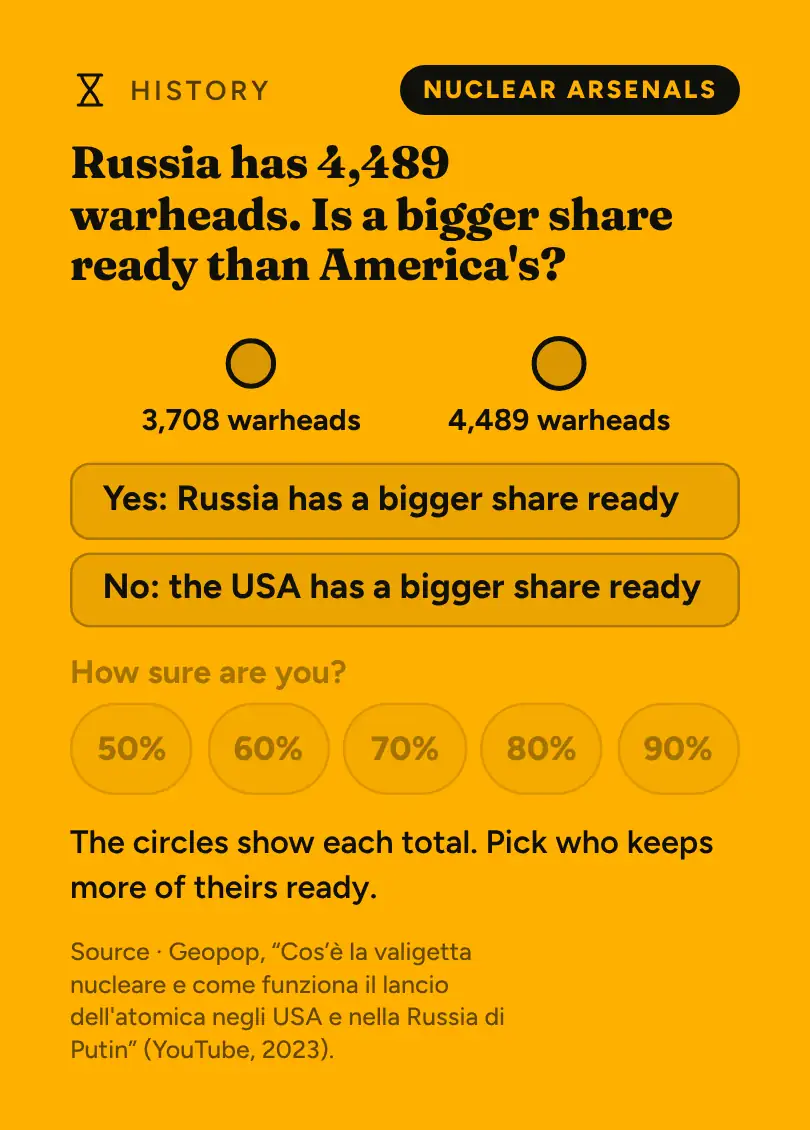 HISTORY
NUCLEAR ARSENALS
Russia has 4,489
warheads. Is a bigger share
ready than America's?
3,708 warheads
4,489 warheads
Yes: Russia has a bigger share ready
No: the USA has a bigger share ready
How sure are you?
50% 60% 70% 80% 90%
The circles show each total. Pick who keeps
more of theirs ready.
Source · Geopop, “Cos’è la valigetta
nucleare e come funziona il lancio
dell'atomica negli USA e nella Russia di
Putin” (YouTube, 2023).